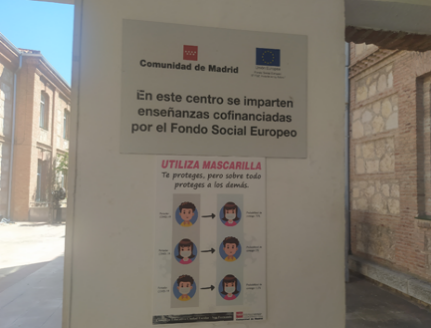 Comunidad de Madrid
En este centro se imparten
enseñanzas cofinanciadas
por el Fondo Social Europeo
UTILIZA MASCARILLA
Te proteges, pero sobre todo
proteges a los demás.